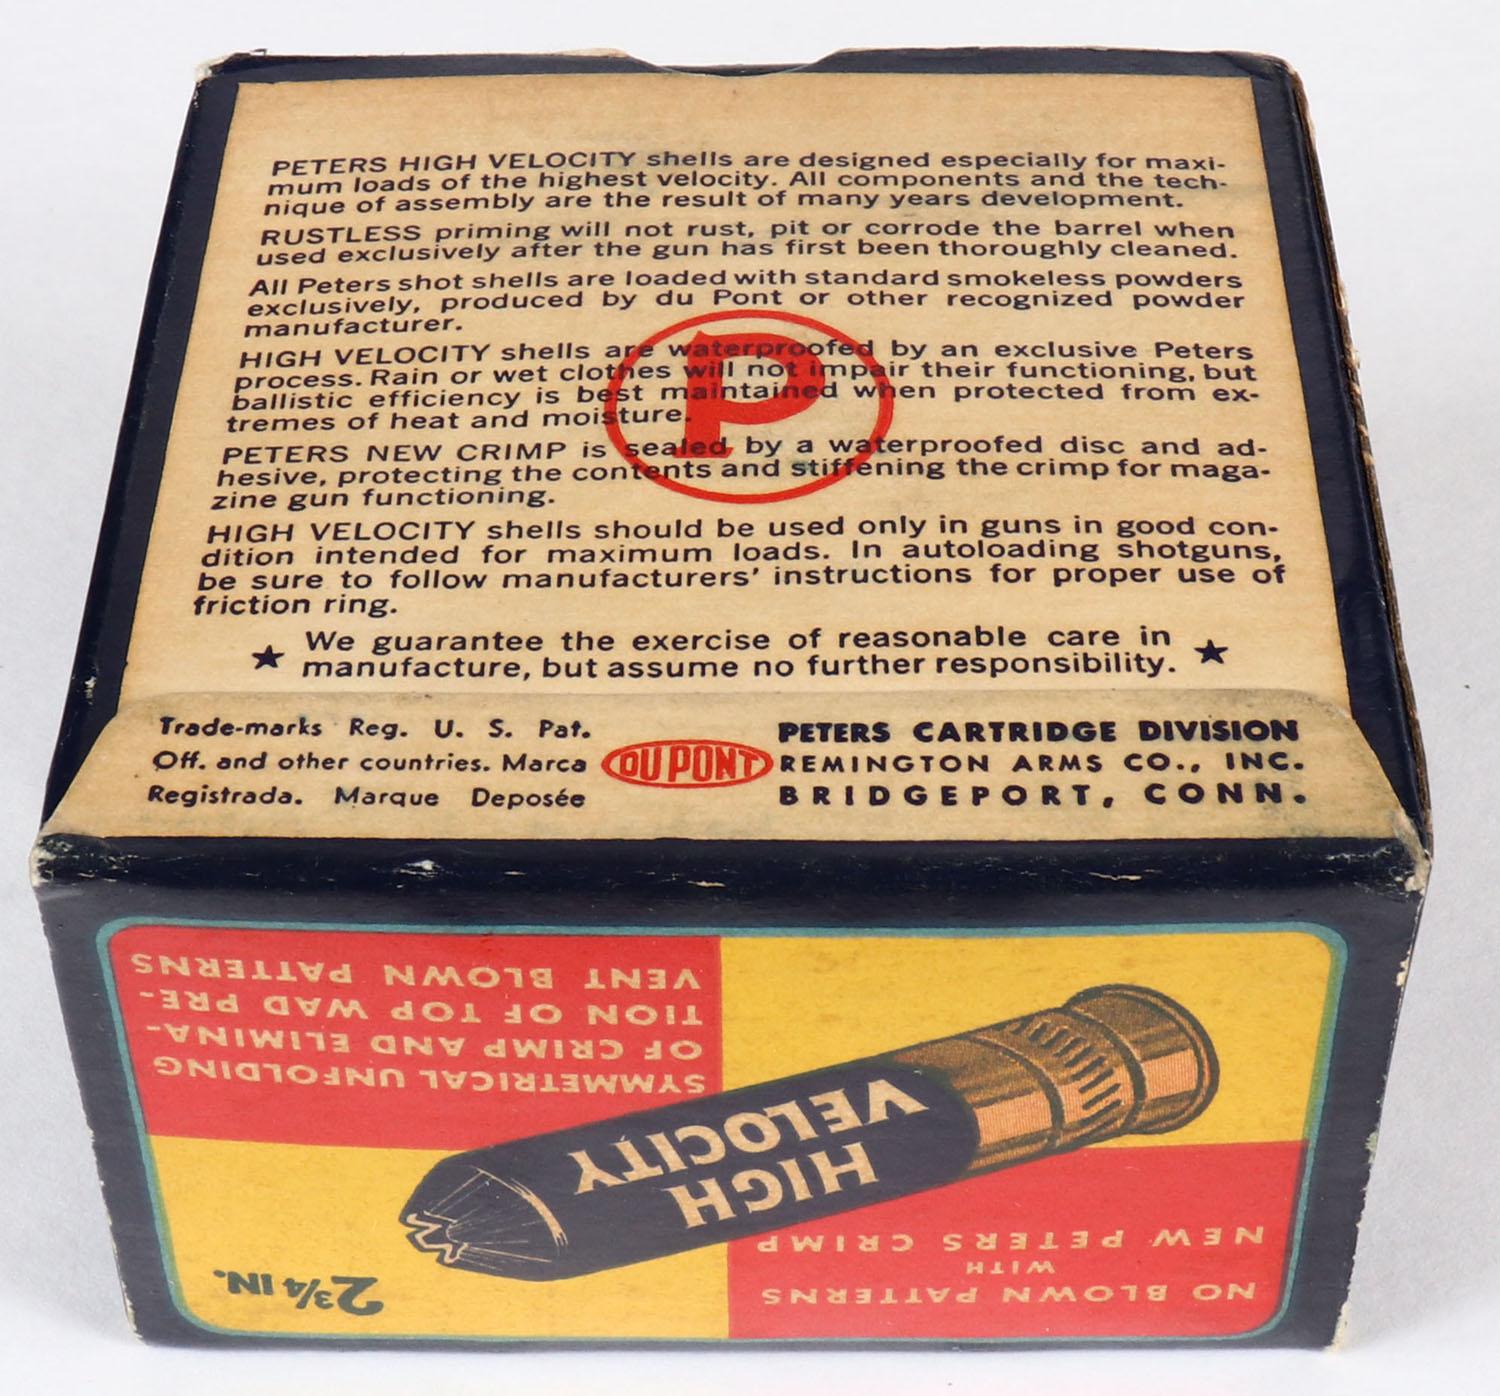 PETERS HIGH VELOCITY shells are designed especially for maxi-
mum loads of the highest velocity. All components and the tech-
nique of assembly are the result of many years development.
RUSTLESS priming will not rust, pit or corrode the barrel when
used exclusively after the gun has first been thoroughly cleaned.
All Peters shot shells are loaded with standard smokeless powders
exclusively, produced by du Pont or other recognized powder
manufacturer.
HIGH VELOCITY shells are waterproofed by an exclusive Peters
process. Rain or wet clothes will not impair their functioning, but
ballistic efficiency is best maintained when protected from ex-
tremes of heat and moisture.
P
PETERS NEW CRIMP is sealed by a waterproofed disc and ad-
hesive, protecting the contents and stiffening the crimp for maga-
zine gun functioning.
HIGH VELOCITY shells should be used only in guns in good con-
dition intended for maximum loads. In autoloading shotguns,
be sure to follow manufacturers' instructions for proper use of
friction ring.
★ We guarantee the exercise of reasonable care in ★
manufacture, but assume no further responsibility.
Trade-marks Reg. U. S. Pat.
Off. and other countries. Marca
Registrada. Marque Deposée
DU PONT
PETERS CARTRIDGE DIVISION
REMINGTON ARMS CO., INC.
BRIDGEPORT, CONN.
NO BLOWN PATTERNS
WITH
NEW PETERS CRIMP
2¾ IN.
HIGH
VELOCITY
SYMMETRICAL UNFOLDING
OF CRIMP AND ELIMINA-
TION OF TOP WAD PRE-
VENT BLOWN PATTERNS